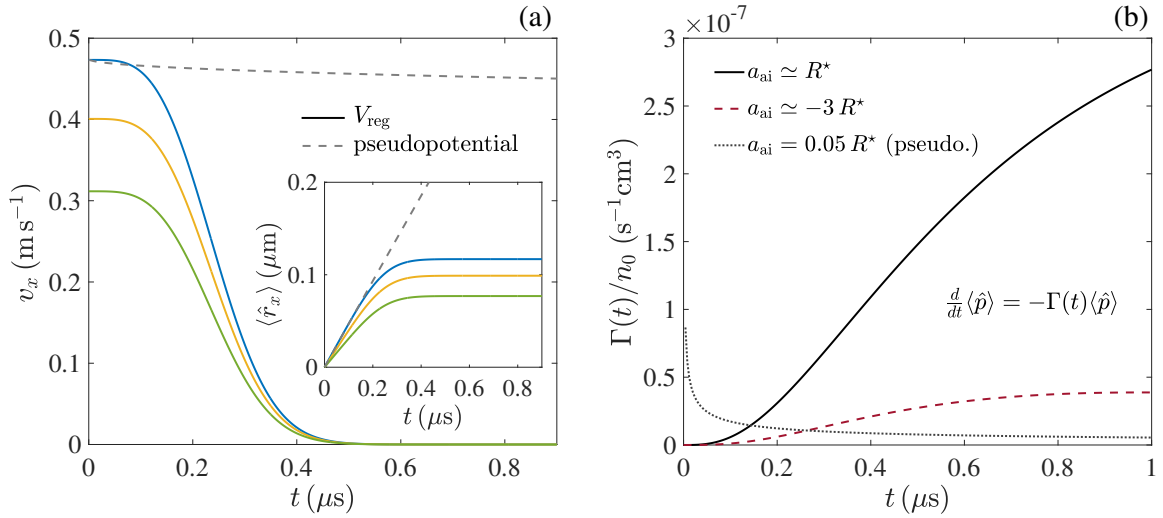 (a)
0.5
0.4
0.3
0.2
0.1
0
v_x (m s⁻¹)
V_reg
pseudopotential
0.2
0.1
0
⟨r̂_x⟩ (μm)
0 0.2 0.4 0.6 0.8
t (μs)
0 0.2 0.4 0.6 0.8
t (μs)
(b)
×10⁻⁷
3
2.5
2
1.5
1
0.5
0
Γ(t)/n₀ (s⁻¹cm³)
a_ai ≃ R⋆
a_ai ≃ −3 R⋆
a_ai = 0.05 R⋆ (pseudo.)
d/dt⟨p̂⟩ = −Γ(t)⟨p̂⟩
0 0.2 0.4 0.6 0.8 1
t (μs)